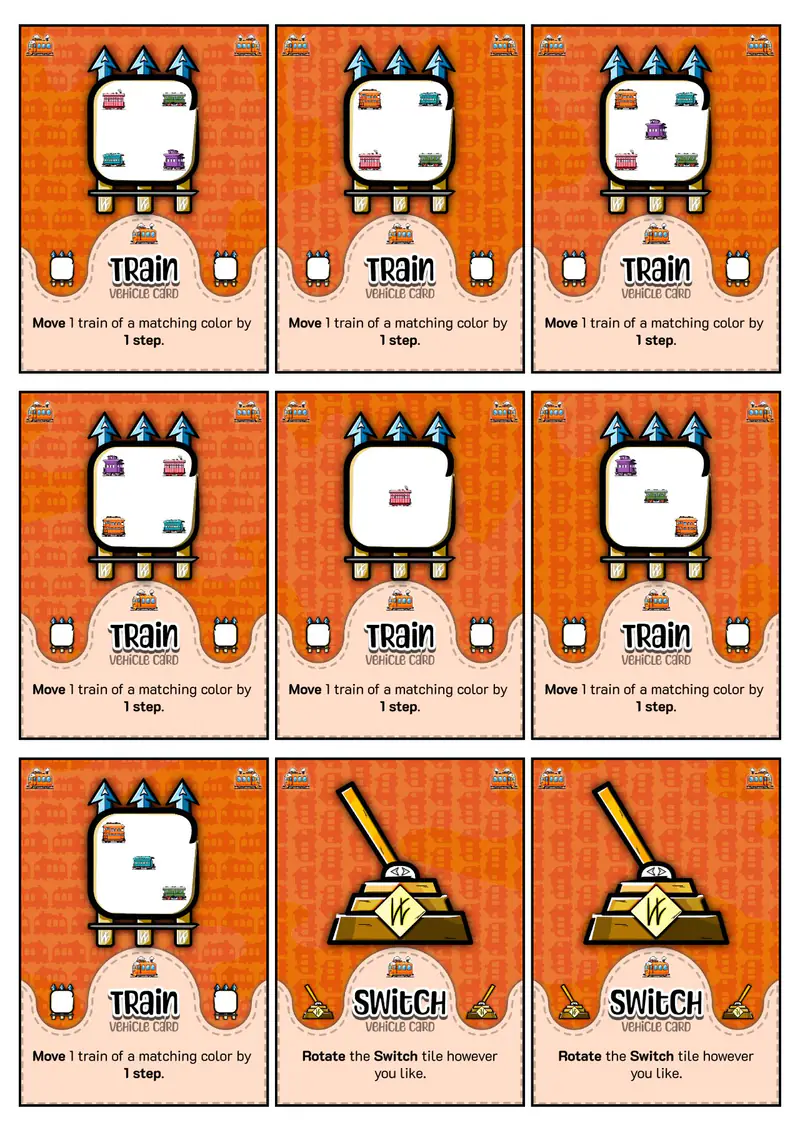 TRain
VEHICLE CARD
Move 1 train of a matching color by
1 step.
TRain
VEHICLE CARD
Move 1 train of a matching color by
1 step.
TRain
VEHICLE CARD
Move 1 train of a matching color by
1 step.
TRain
VEHICLE CARD
Move 1 train of a matching color by
1 step.
TRain
VEHICLE CARD
Move 1 train of a matching color by
1 step.
TRain
VEHICLE CARD
Move 1 train of a matching color by
1 step.
TRain
VEHICLE CARD
Move 1 train of a matching color by
1 step.
SWitCH
VEHICLE CARD
Rotate the Switch tile however
you like.
SWitCH
VEHICLE CARD
Rotate the Switch tile however
you like.